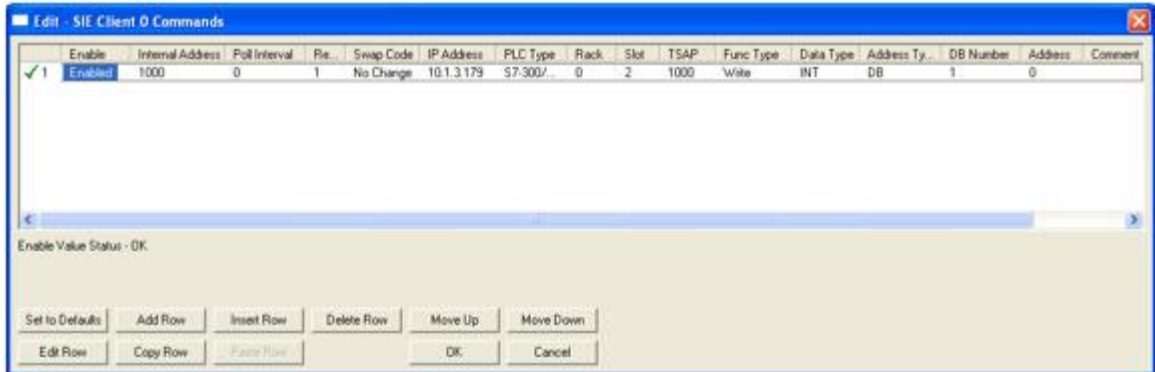 Edit - SIE Client 0 Commands
Enable Internal Address Poll Interval Re... Swap Code IP Address PLC Type Rack Slot TSAP Func Type Data Type Address Ty... DB Number Address Comment
1 Enabled 1000 0 1 No Change 10.1.3.179 S7-300/... 0 2 1000 Write INT DB 1 0
Enable Value Status - OK
Set to Defaults Add Row Insert Row Delete Row Move Up Move Down
Edit Row Copy Row Paste Row OK Cancel